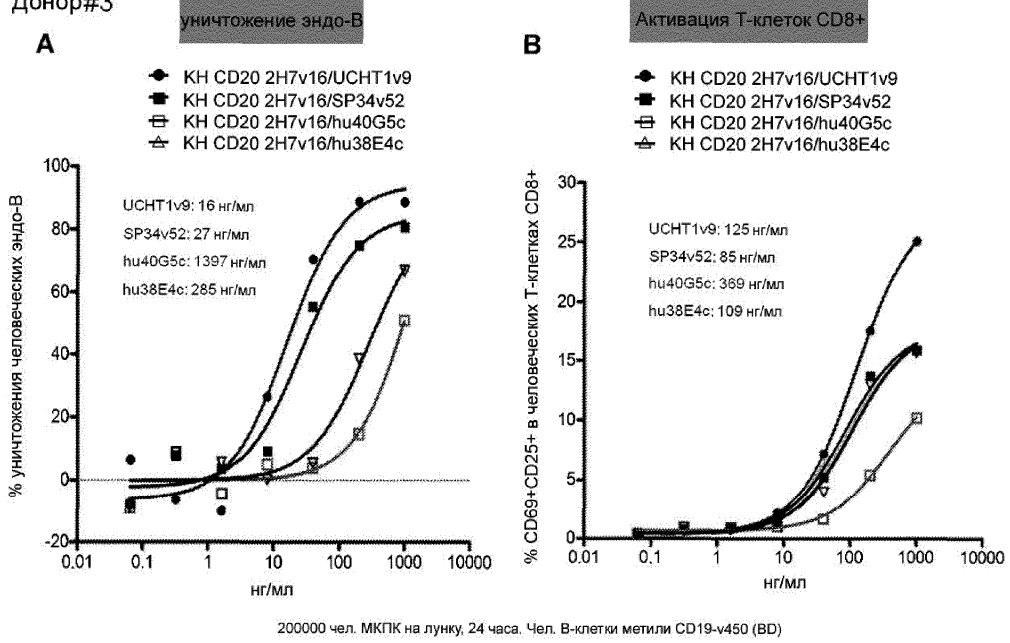 Донор#3
уничтожение эндо-В
Активация Т-клеток CD8+
A
КН CD20 2H7v16/UCHT1v9
КН CD20 2H7v16/SP34v52
КН CD20 2H7v16/hu40G5c
КН CD20 2H7v16/hu38E4c
% уничтожения человеческих эндо-В
100
80
60
40
20
0
-20
UCHT1v9: 16 нг/мл
SP34v52: 27 нг/мл
hu40G5c: 1397 нг/мл
hu38E4c: 285 нг/мл
0.01 0.1 1 10 100 1000 10000
нг/мл
B
КН CD20 2H7v16/UCHT1v9
КН CD20 2H7v16/SP34v52
КН CD20 2H7v16/hu40G5c
КН CD20 2H7v16/hu38E4c
% CD69+CD25+ в человеческих Т-клетках CD8+
30
25
20
15
10
5
0
UCHT1v9: 125 нг/мл
SP34v52: 85 нг/мл
hu40G5c: 369 нг/мл
hu38E4c: 109 нг/мл
0.01 0.1 1 10 100 1000 10000
нг/мл
200000 чел. МКПК на лунку, 24 часа. Чел. В-клетки метили CD19-v450 (BD)